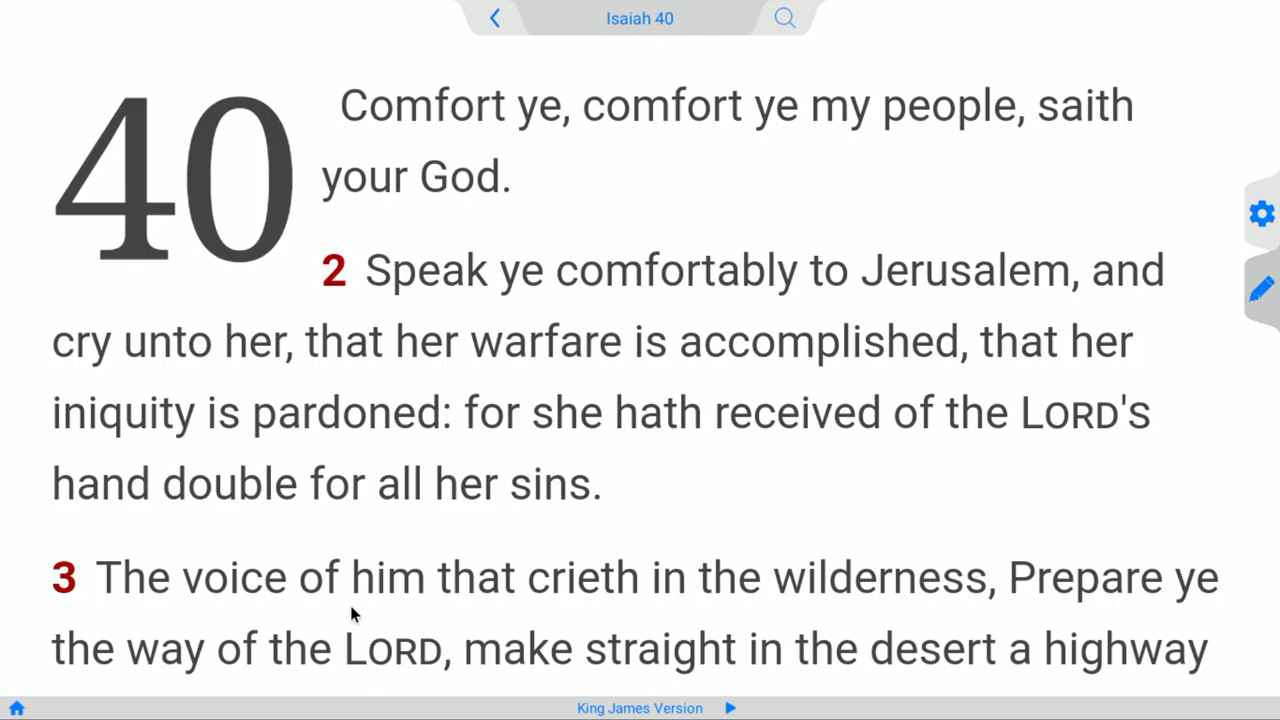 Isaiah 40
40 Comfort ye, comfort ye my people, saith
your God.
2 Speak ye comfortably to Jerusalem, and
cry unto her, that her warfare is accomplished, that her
iniquity is pardoned: for she hath received of the LORD'S
hand double for all her sins.
3 The voice of him that crieth in the wilderness, Prepare ye
the way of the LORD, make straight in the desert a highway
King James Version